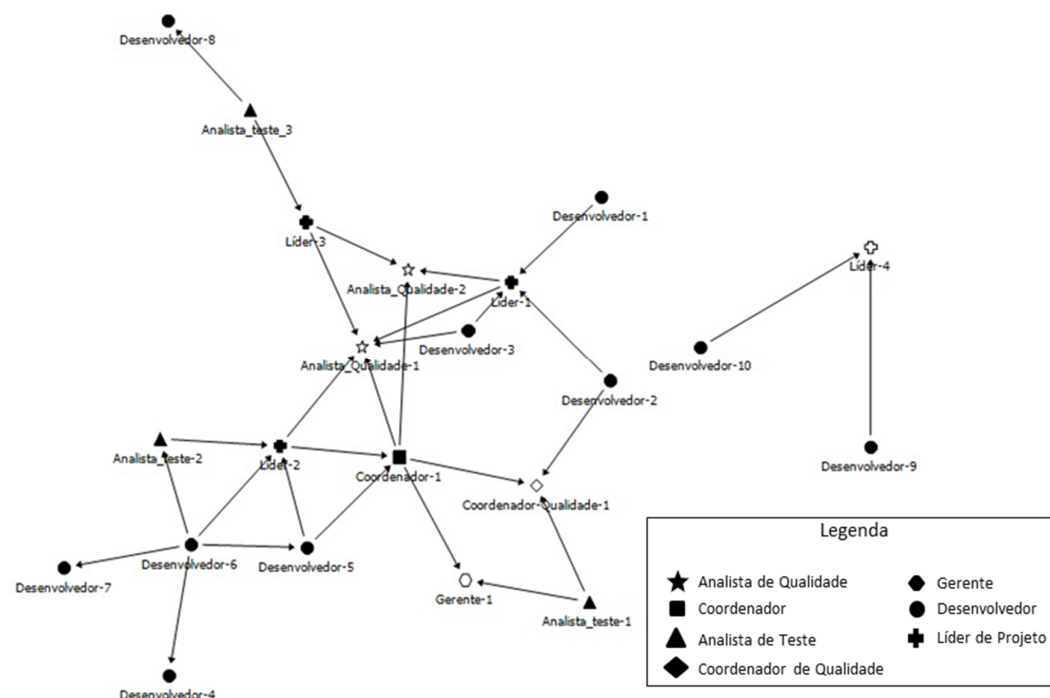 Desenvolvedor-8
Analista_teste_3
Desenvolvedor-1
Líder-3
Líder-4
Analista_Qualidade-2
Líder-1
Desenvolvedor-3
Analista_Qualidade-1
Desenvolvedor-10
Desenvolvedor-2
Analista_teste-2
Líder-2
Desenvolvedor-9
Coordenador-1
Coordenador-Qualidade-1
Desenvolvedor-6
Desenvolvedor-5
Desenvolvedor-7
Gerente-1
Analista_teste-1
Desenvolvedor-4
Legenda
Analista de Qualidade
Gerente
Coordenador
Desenvolvedor
Analista de Teste
Líder de Projeto
Coordenador de Qualidade